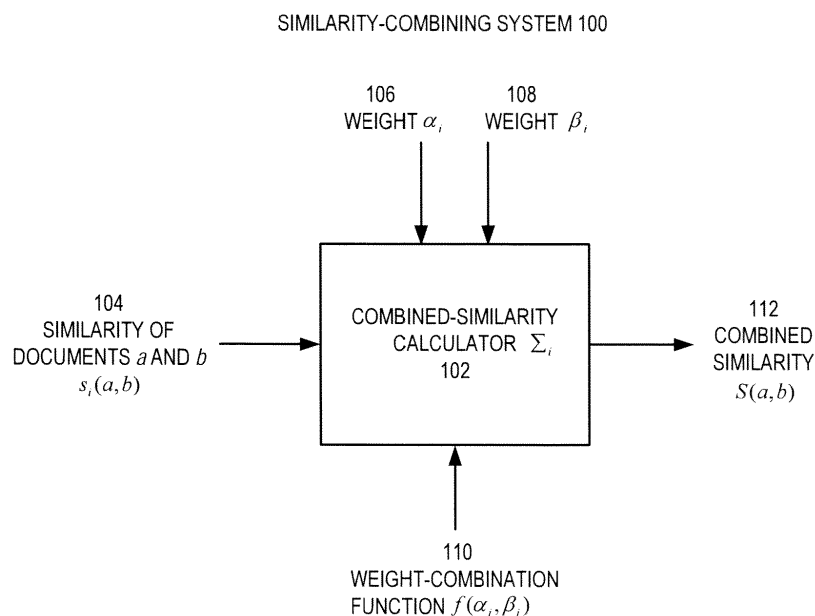 SIMILARITY-COMBINING SYSTEM 100
106
WEIGHT α_i
108
WEIGHT β_i
104
SIMILARITY OF
DOCUMENTS a AND b
s_i(a,b)
COMBINED-SIMILARITY
CALCULATOR Σ_i
102
112
COMBINED
SIMILARITY
S(a,b)
110
WEIGHT-COMBINATION
FUNCTION f(α_i,β_i)